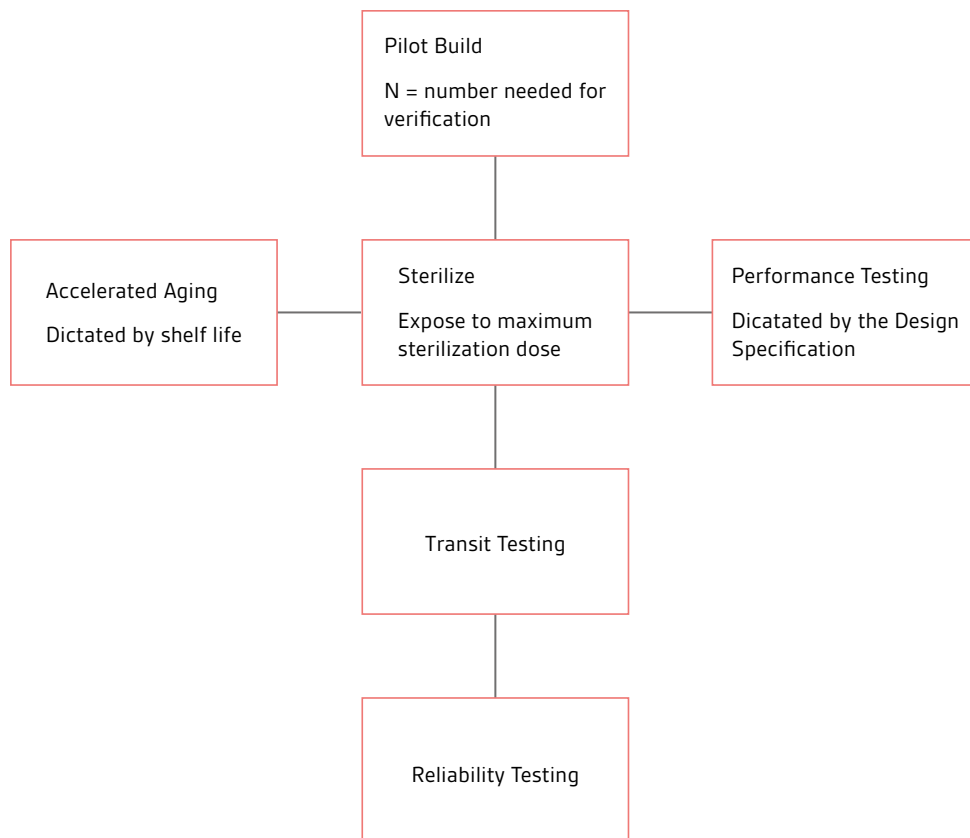 Pilot Build
N = number needed for
verification
Accelerated Aging
Dictated by shelf life
Sterilize
Expose to maximum
sterilization dose
Performance Testing
Dicatated by the Design
Specification
Transit Testing
Reliability Testing